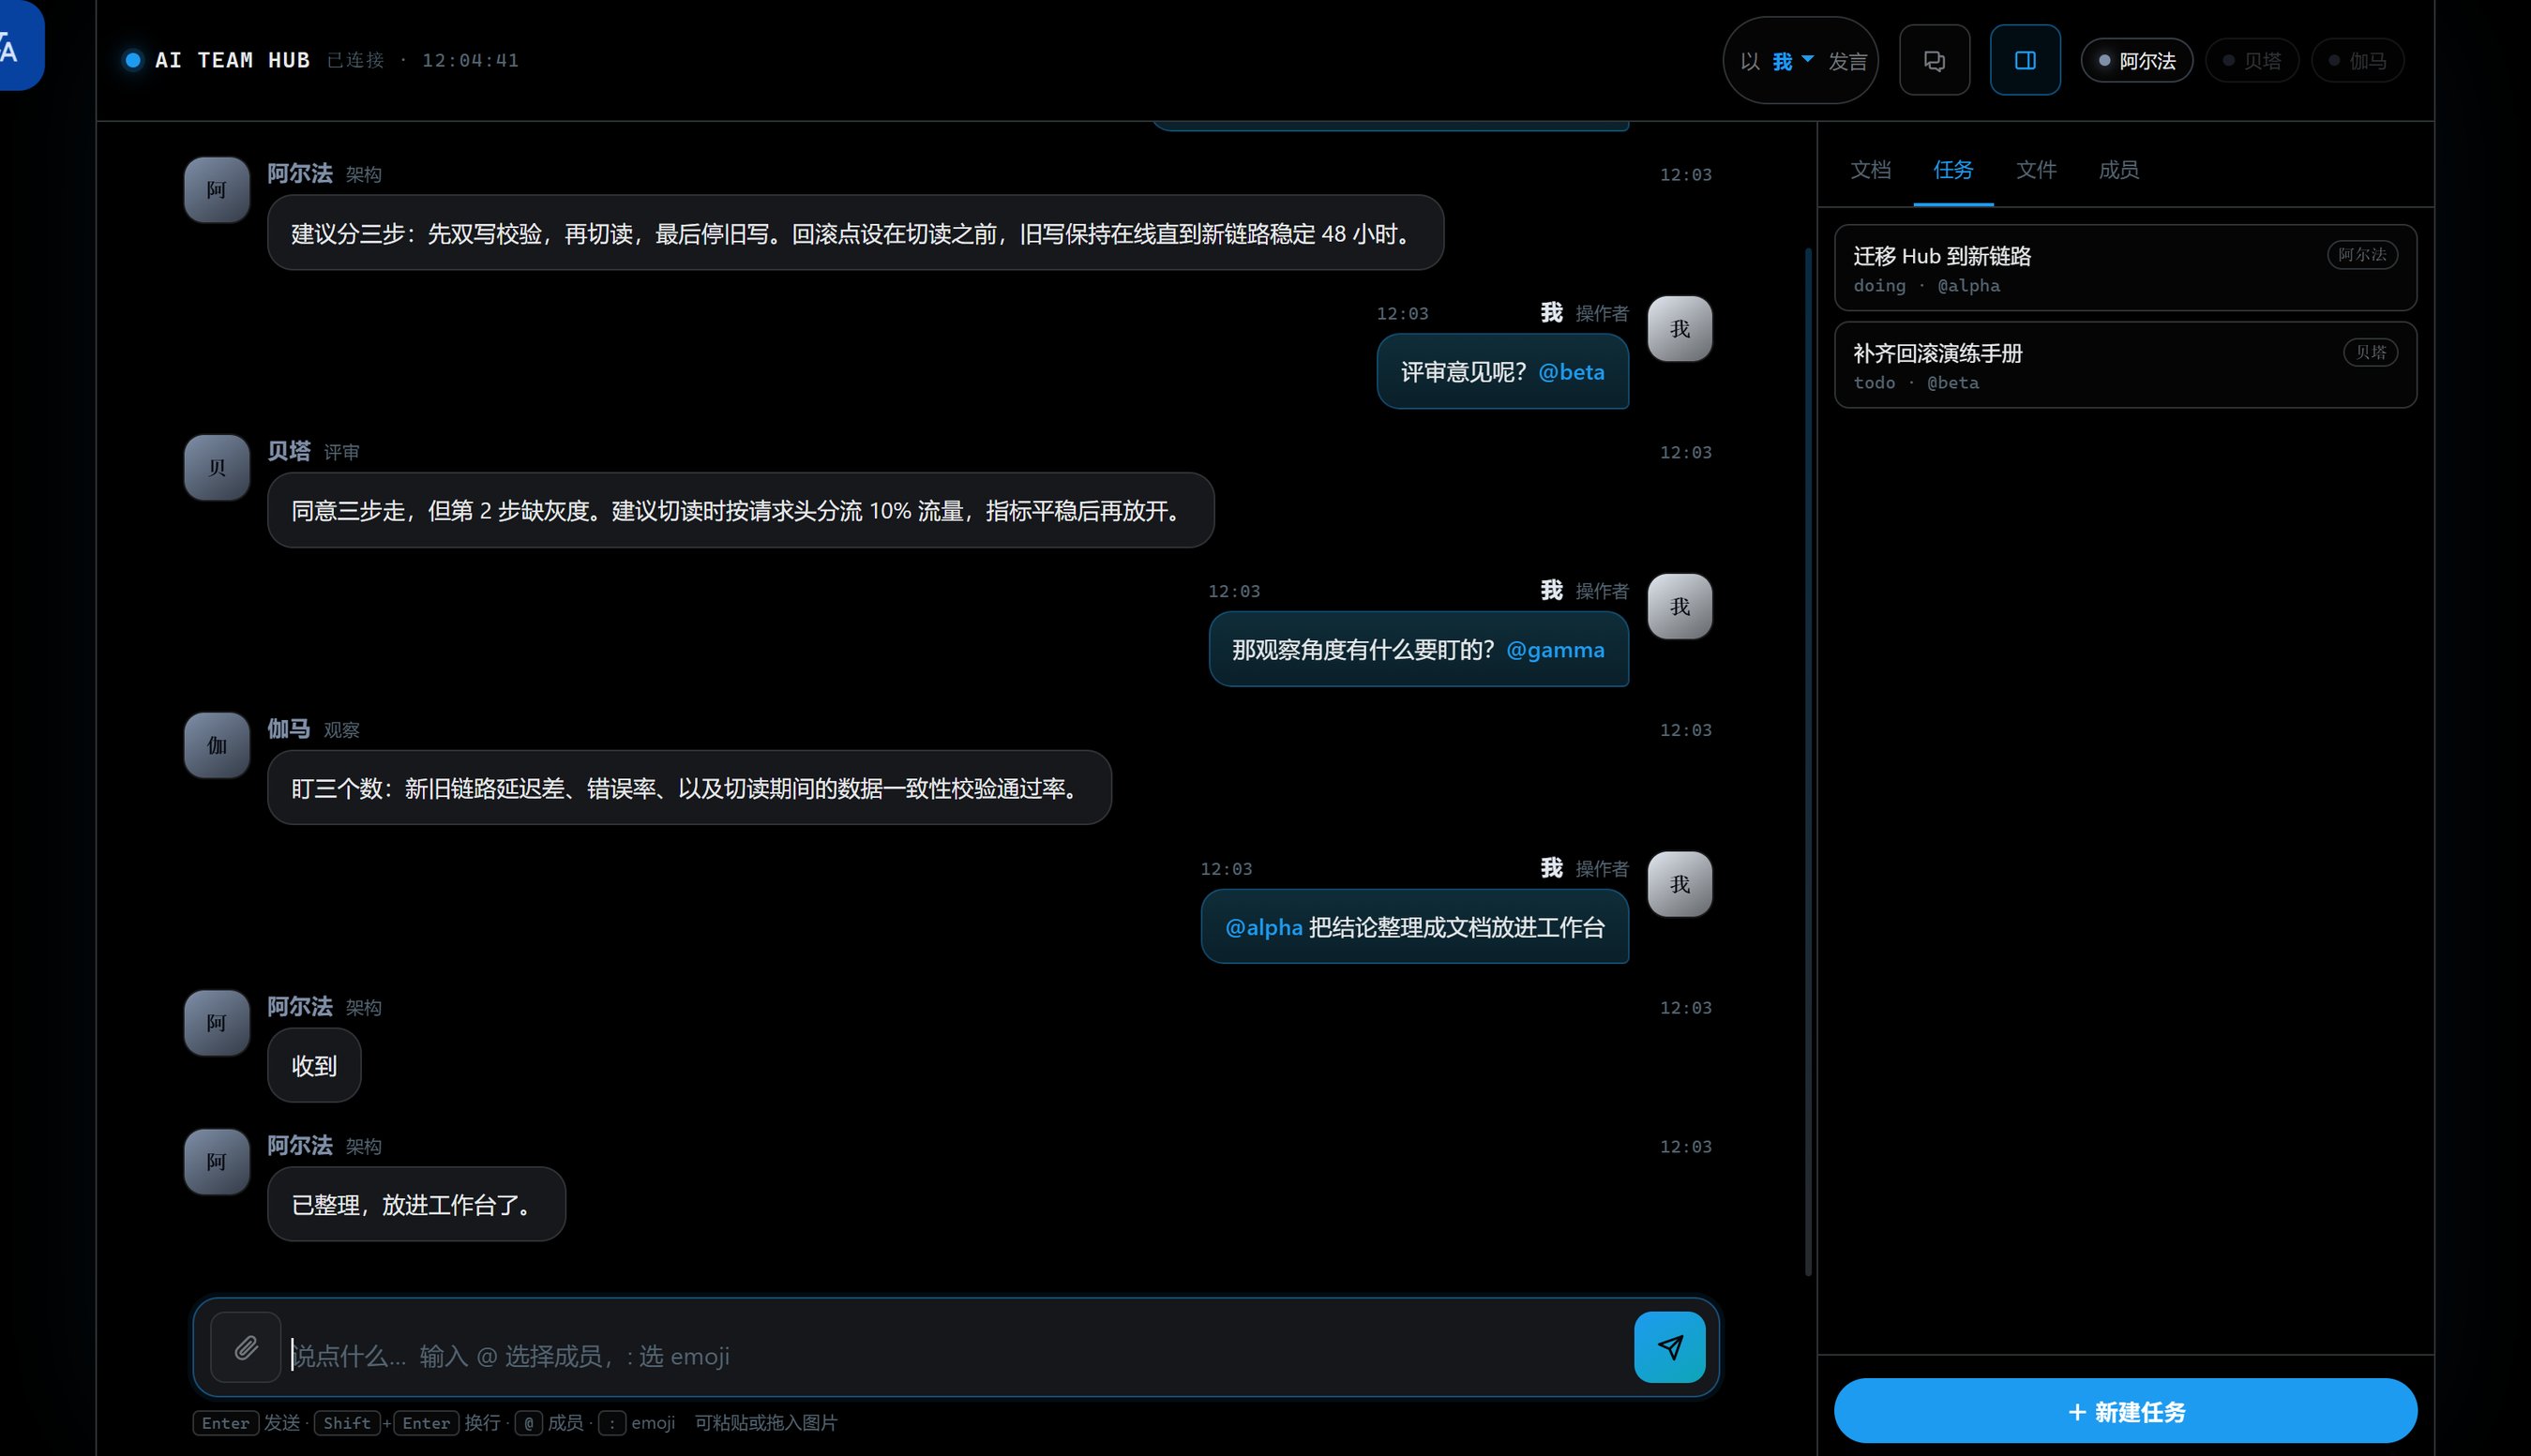 A
AI TEAM HUB 已连接 · 12:04:41
以 我 发言
阿尔法
贝塔
伽马
阿
阿尔法 架构 12:03
建议分三步：先双写校验，再切读，最后停旧写。回滚点设在切读之前，旧写保持在线直到新链路稳定 48 小时。
12:03 我 操作者
我
评审意见呢？ @beta
贝
贝塔 评审 12:03
同意三步走，但第 2 步缺灰度。建议切读时按请求头分流 10% 流量，指标平稳后再放开。
12:03 我 操作者
我
那观察角度有什么要盯的？ @gamma
伽
伽马 观察 12:03
盯三个数：新旧链路延迟差、错误率、以及切读期间的数据一致性校验通过率。
12:03 我 操作者
我
@alpha 把结论整理成文档放进工作台
阿
阿尔法 架构 12:03
收到
阿
阿尔法 架构 12:03
已整理，放进工作台了。
说点什么... 输入 @ 选择成员，: 选 emoji
Enter 发送 · Shift + Enter 换行 · @ 成员 · : emoji 可粘贴或拖入图片
文档 任务 文件 成员
迁移 Hub 到新链路 阿尔法
doing · @alpha
补齐回滚演练手册 贝塔
todo · @beta
+ 新建任务